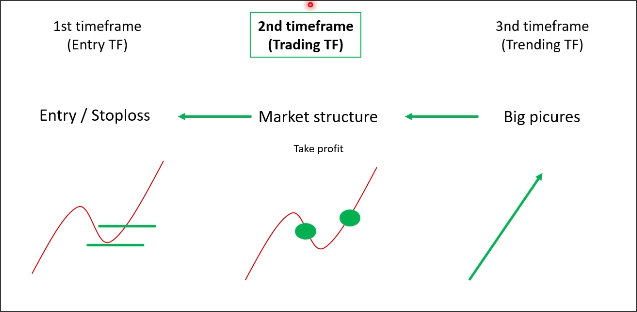 1st timeframe
(Entry TF)
2nd timeframe
(Trading TF)
3nd timeframe
(Trending TF)
Entry / Stoploss
Market structure
Big picures
Take profit